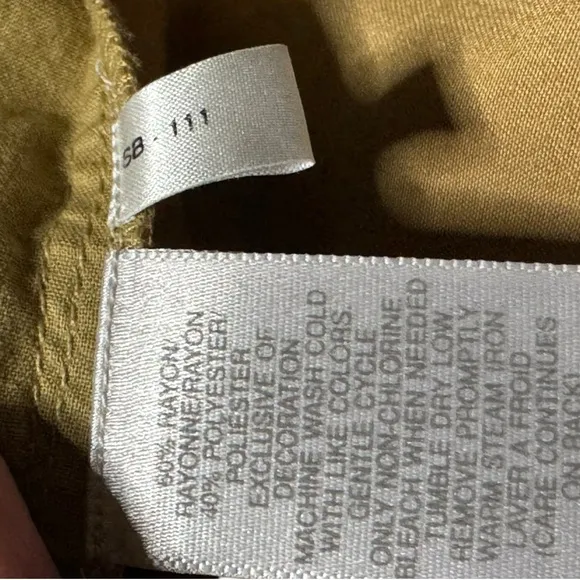 SB - 111
60% RAYON/
RAYONNE/RAYON
40% POLYESTER/
POLIESTER
EXCLUSIVE OF
DECORATION
MACHINE WASH COLD
WITH LIKE COLORS
GENTLE CYCLE
ONLY NON-CHLORINE
BLEACH WHEN NEEDED
TUMBLE DRY LOW
REMOVE PROMPTLY
WARM STEAM IRON
LAVER A FROID
(CARE CONTINUES
ON BACK)